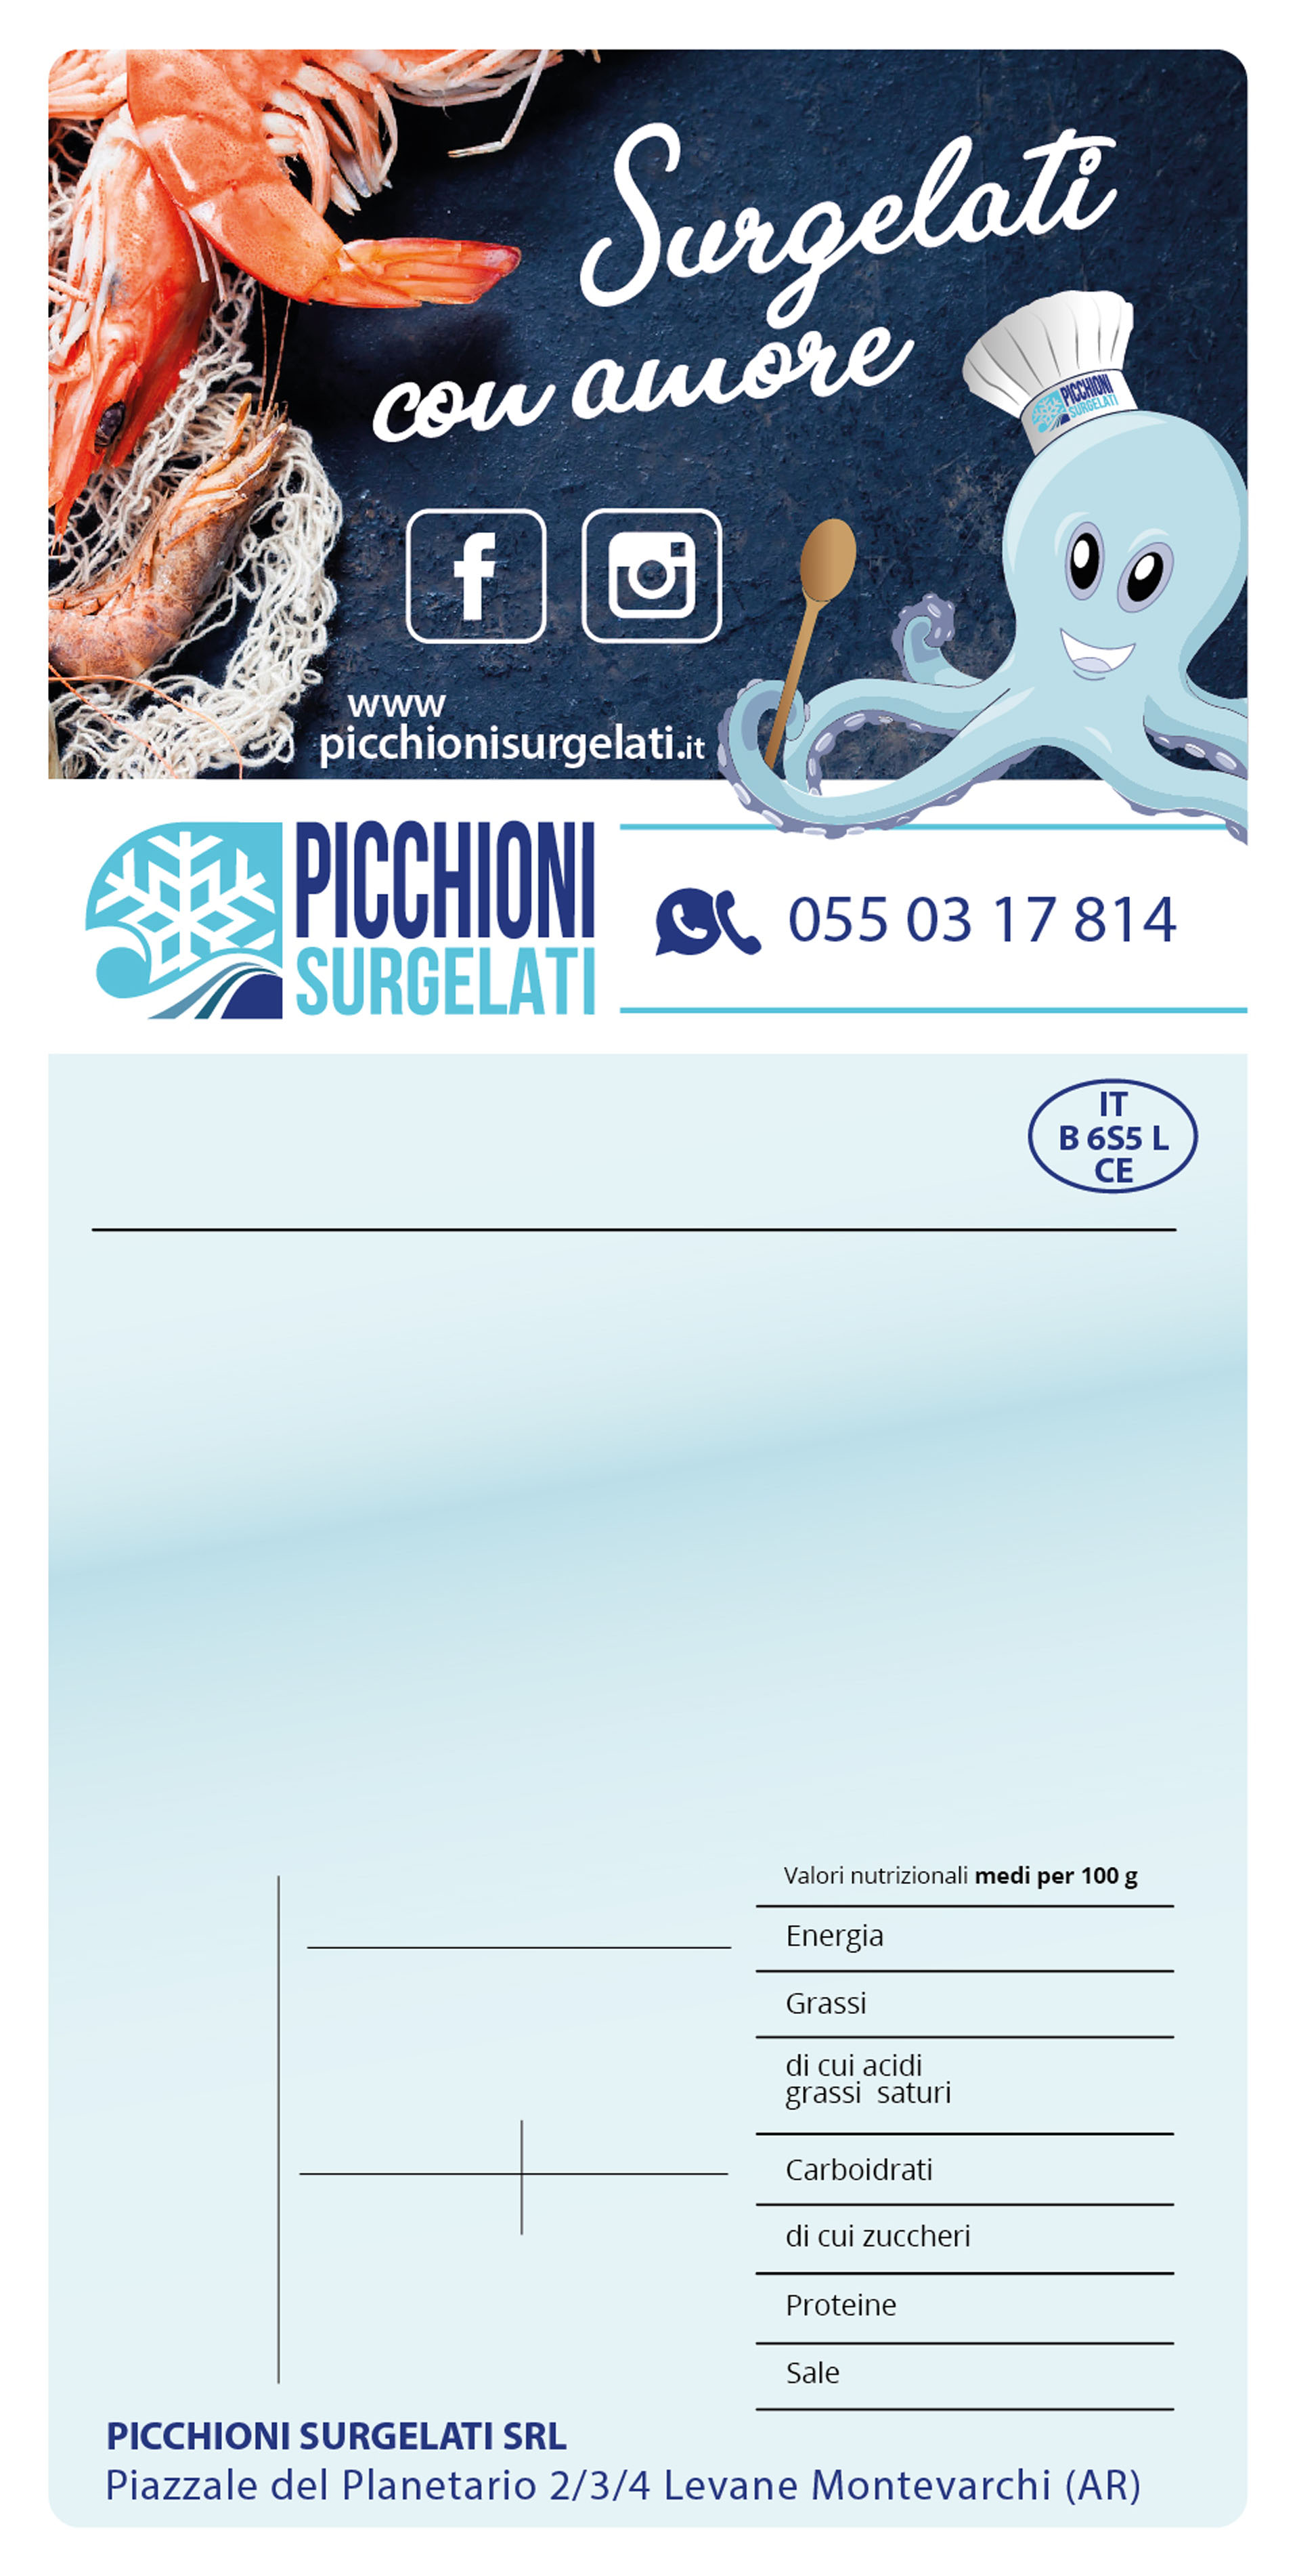 Surgelati
con amore
PICCHIONI
SURGELATI
f
www
picchionisurgelati.it
PICCHIONI
SURGELATI
055 03 17 814
IT
B 6S5 L
CE
Valori nutrizionali medi per 100 g
Energia
Grassi
di cui acidi
grassi saturi
Carboidrati
di cui zuccheri
Proteine
Sale
PICCHIONI SURGELATI SRL
Piazzale del Planetario 2/3/4 Levane Montevarchi (AR)